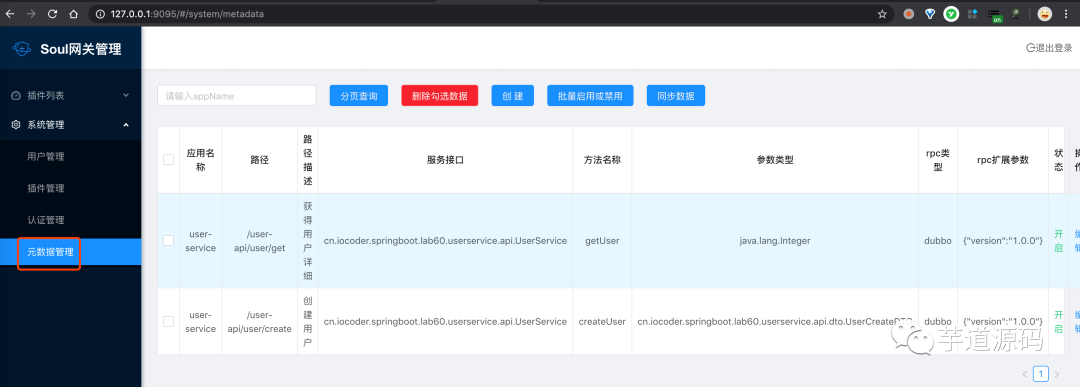 127.0.0.1:9095/#/system/metadata
on
Soul网关管理
退出登录
插件列表
系统管理
用户管理
插件管理
认证管理
元数据管理
请输入appName
分页查询
删除勾选数据
创 建
批量启用或禁用
同步数据
应用名称
路径
路径描述
服务接口
方法名称
参数类型
rpc类型
rpc扩展参数
状态
user-service
/user-api/user/get
获得用户详细
cn.iocoder.springboot.lab60.userservice.api.UserService
getUser
java.lang.Integer
dubbo
{"version":"1.0.0"}
开启
user-service
/user-api/user/create
创建用户
cn.iocoder.springboot.lab60.userservice.api.UserService
createUser
cn.iocoder.springboot.lab60.userservice.api.dto.UserCreateDTO
dubbo
{"version":"1.0.0"}
开启
芋道源码
1